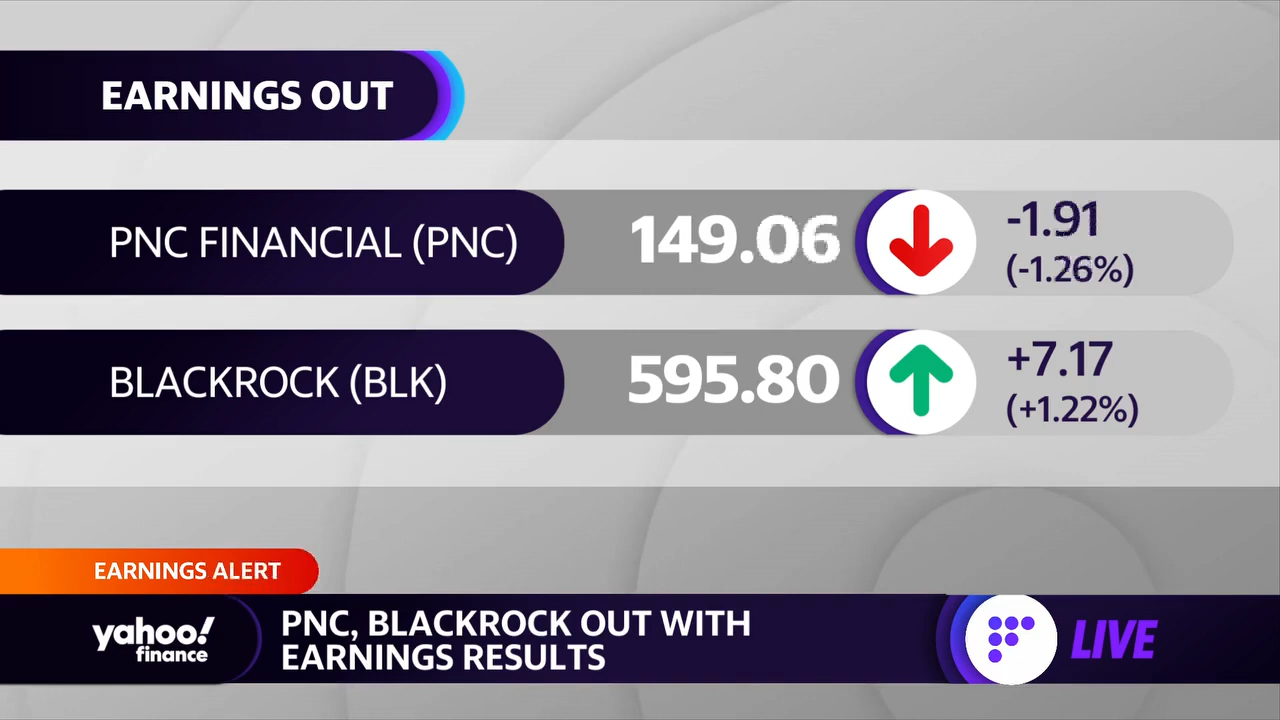 EARNINGS OUT
PNC FINANCIAL (PNC) 149.06 -1.91
(-1.26%)
BLACKROCK (BLK) 595.80 +7.17
(+1.22%)
EARNINGS ALERT
yahoo!
finance
PNC, BLACKROCK OUT WITH
EARNINGS RESULTS
LIVE